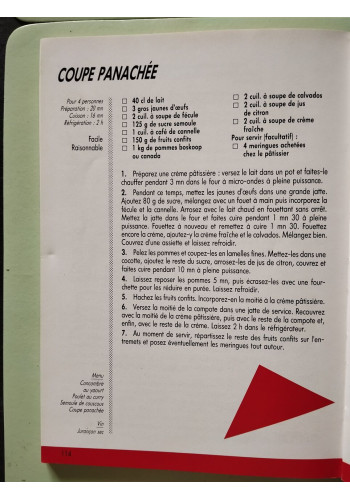 COUPE PANACHÉE
Pour 4 personnes
Préparation : 20 mn
Cuisson : 16 mn
Réfrigération : 2 h
Facile
Raisonnable
□ 40 cl de lait
□ 3 gros jaunes d'œufs
□ 2 cuil. à soupe de fécule
□ 125 g de sucre semoule
□ 1 cuil. à café de cannelle
□ 150 g de fruits confits
□ 1 kg de pommes boskoop
ou canada
□ 2 cuil. à soupe de calvados
□ 2 cuil. à soupe de jus
de citron
□ 2 cuil. à soupe de crème
fraîche
Pour servir (facultatif) :
□ 4 meringues achetées
chez le pâtissier
1. Préparez une crème pâtissière : versez le lait dans un pot et faites-le
chauffer pendant 3 mn dans le four à micro-ondes à pleine puissance.
2. Pendant ce temps, mettez les jaunes d'œufs dans une grande jatte.
Ajoutez 80 g de sucre, mélangez avec un fouet à main puis incorporez la
fécule et la cannelle. Arrosez avec le lait chaud en fouettant sans arrêt.
Mettez la jatte dans le four et faites cuire pendant 1 mn 30 à pleine
puissance. Fouettez à nouveau et remettez à cuire 1 mn 30. Fouettez
encore la crème, ajoutez-y la crème fraîche et le calvados. Mélangez bien.
Couvrez d'une assiette et laissez refroidir.
3. Pelez les pommes et coupez-les en lamelles fines. Mettez-les dans une
cocotte, ajoutez le reste du sucre, arrosez-les de jus de citron, couvrez et
faites cuire pendant 10 mn à pleine puissance.
4. Laissez reposer les pommes 5 mn, puis écrasez-les avec une four-
chette pour les réduire en purée. Laissez refroidir.
5. Hachez les fruits confits. Incorporez-en la moitié à la crème pâtissière.
6. Versez la moitié de la compote dans une jatte de service. Recouvrez
avec la moitié de la crème pâtissière, puis avec le reste de la compote et,
enfin, avec le reste de la crème. Laissez 2 h dans le réfrigérateur.
7. Au moment de servir, répartissez le reste des fruits confits sur l'en-
tremets et posez éventuellement les meringues tout autour.
Menu
Concombre
au yaourt
Poulet au curry
Semoule de couscous
Coupe panachée
Vin
Jurançon sec